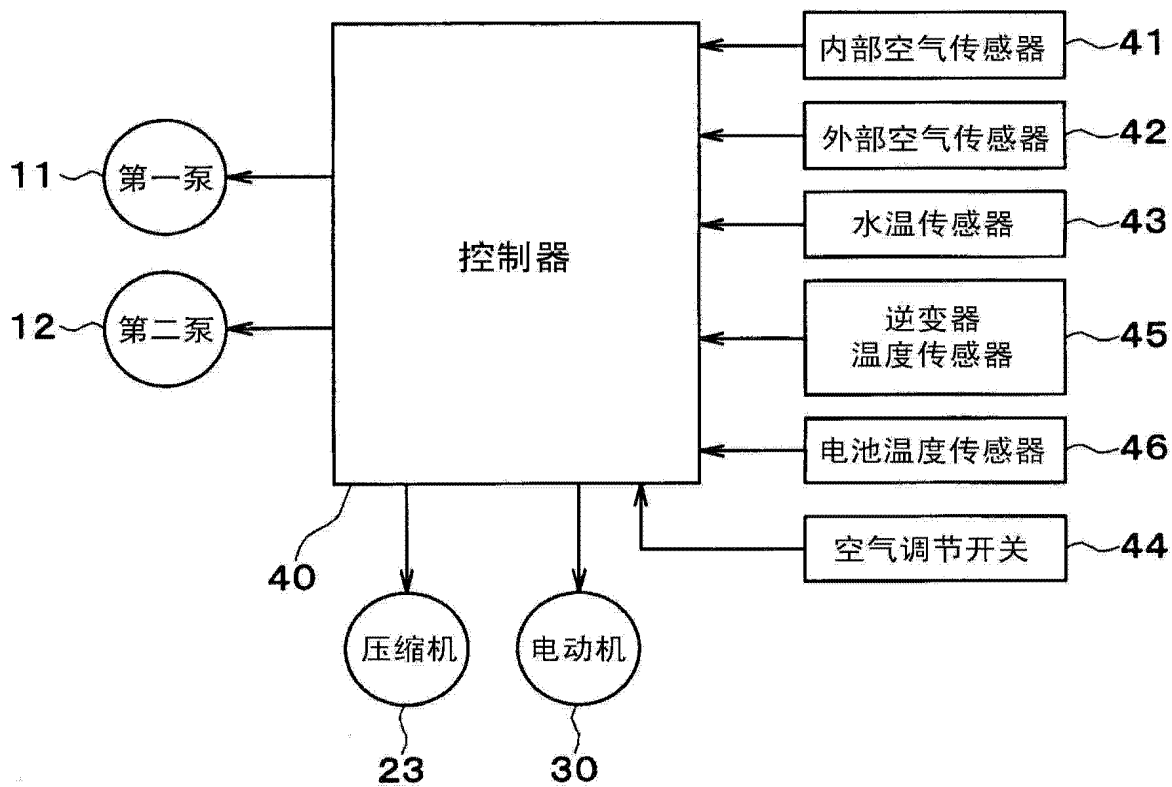 内部空气传感器 41
外部空气传感器 42
11 第一泵
水温传感器 43
控制器
12 第二泵
逆变器
温度传感器 45
电池温度传感器 46
空气调节开关 44
40
压缩机
电动机
23
30